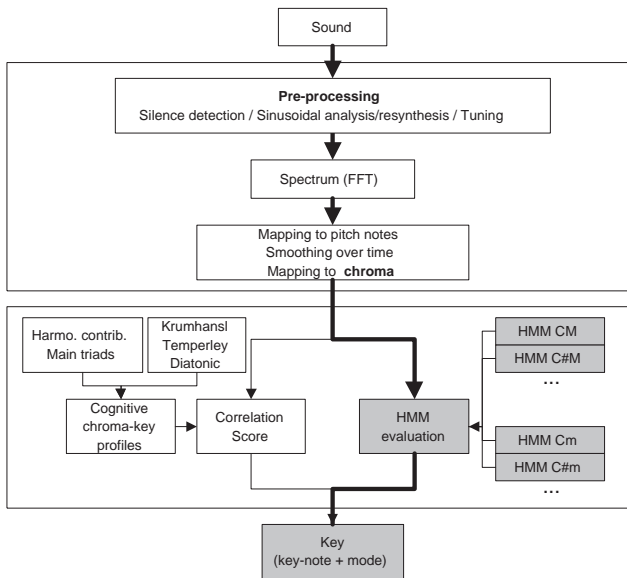 Sound
Pre-processing
Silence detection / Sinusoidal analysis/resynthesis / Tuning
Spectrum (FFT)
Mapping to pitch notes
Smoothing over time
Mapping to chroma
Harmo. contrib.
Main triads
Krumhansl
Temperley
Diatonic
Cognitive
chroma-key
profiles
Correlation
Score
HMM
evaluation
HMM CM
HMM C#M
...
HMM Cm
HMM C#m
...
Key
(key-note + mode)